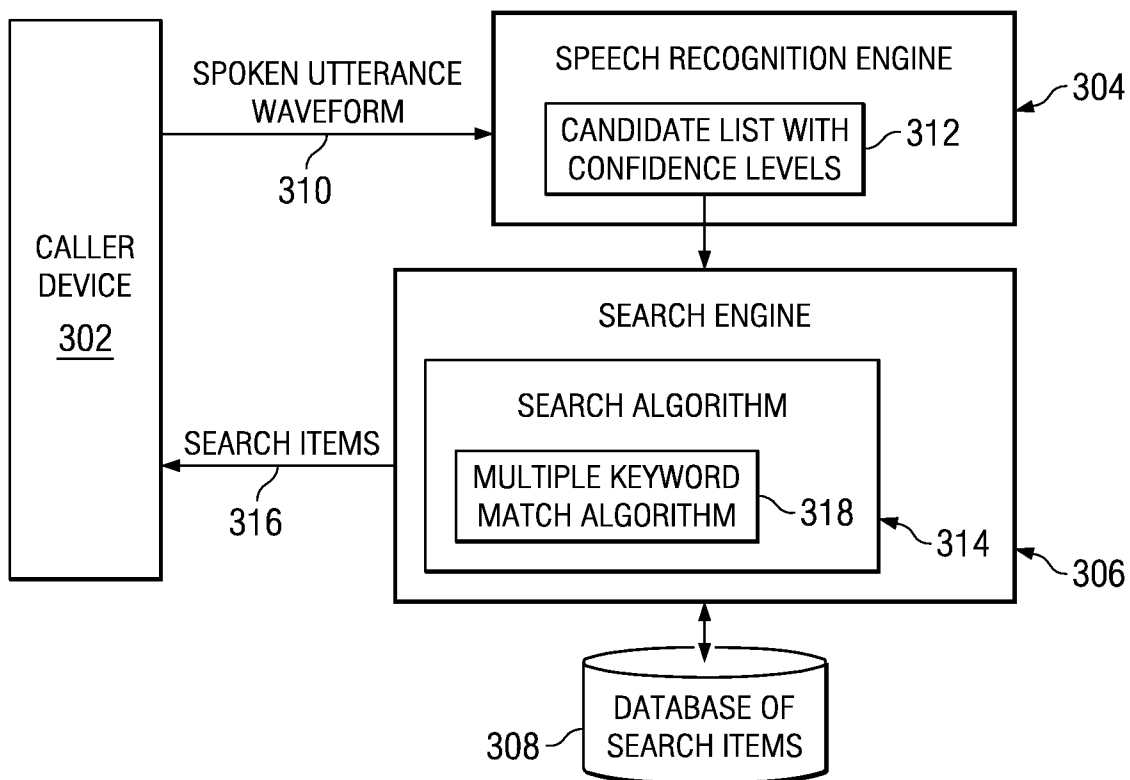 CALLER
DEVICE
302
SPOKEN UTTERANCE
WAVEFORM
310
SPEECH RECOGNITION ENGINE
304
CANDIDATE LIST WITH
CONFIDENCE LEVELS
312
SEARCH ENGINE
306
SEARCH ALGORITHM
314
MULTIPLE KEYWORD
MATCH ALGORITHM
318
SEARCH ITEMS
316
DATABASE OF
SEARCH ITEMS
308